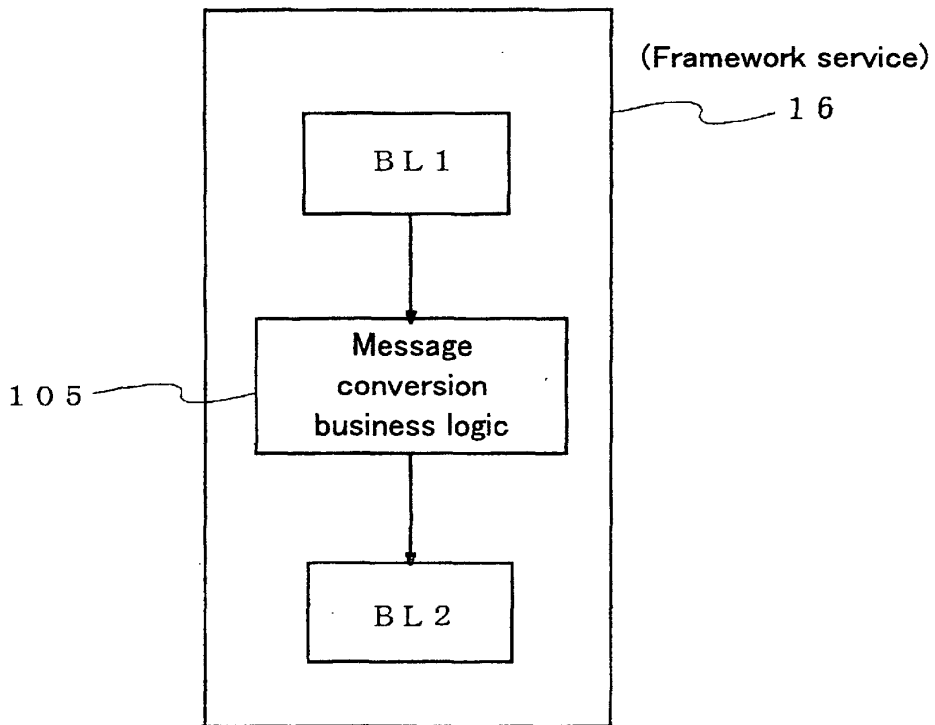 (Framework service)
16
BL1
Message
conversion
business logic
105
BL2